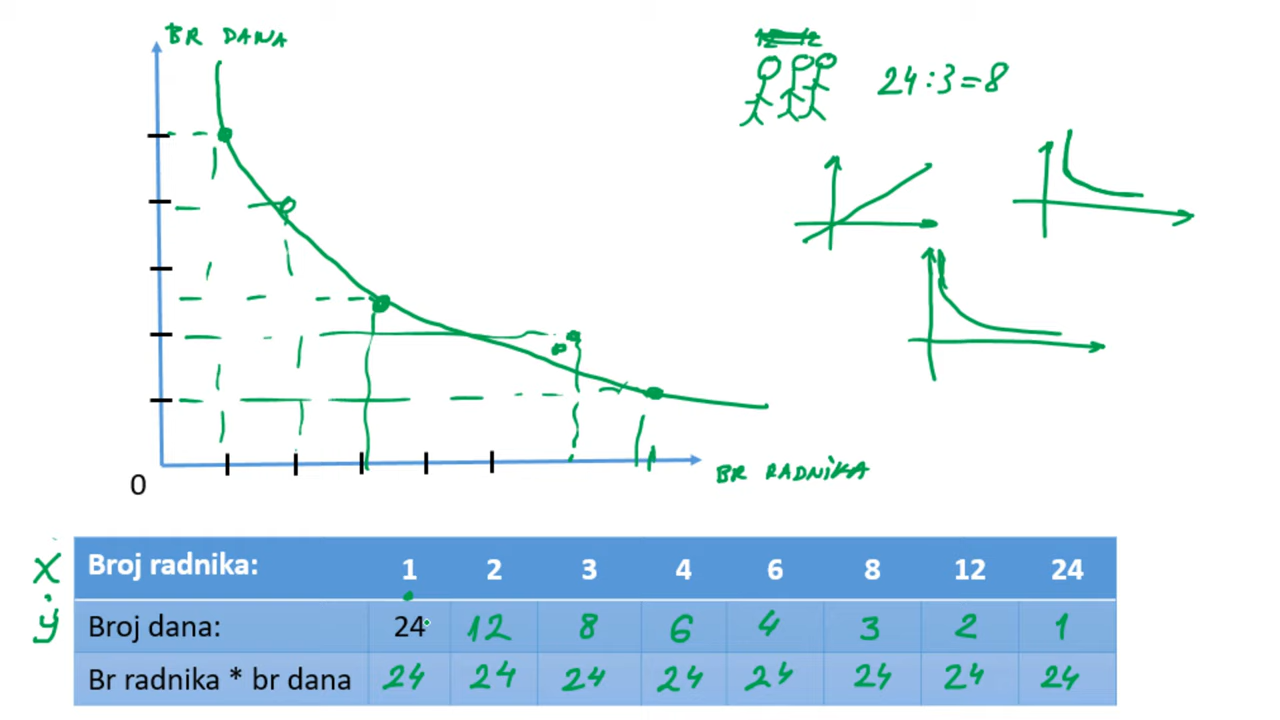 BR DANA
24:3=8
0
BR RADNIKA
x
Broj radnika: 1 2 3 4 6 8 12 24
y
Broj dana: 24 12 8 6 4 3 2 1
Br radnika * br dana 24 24 24 24 24 24 24 24